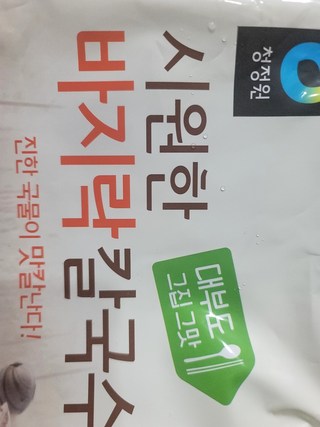 청정원
시원한
바지락칼국수
진한 국물이 맛깔난다!
대부도
그집 그맛